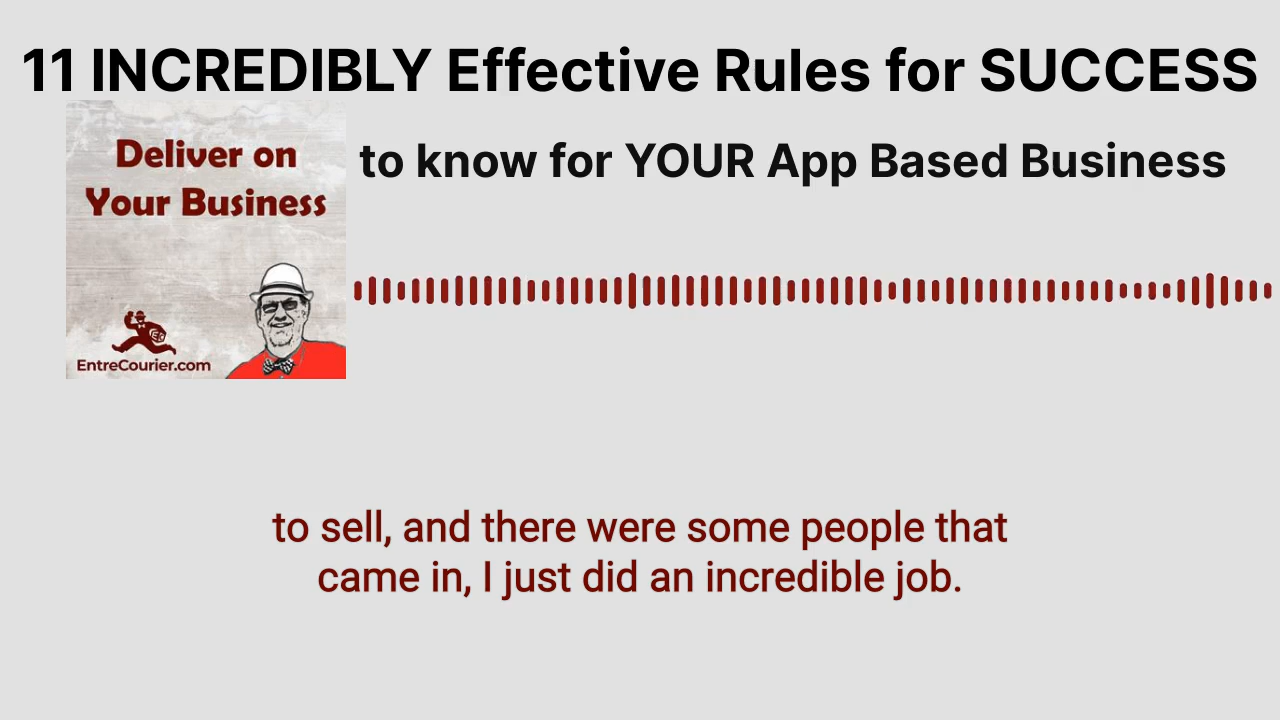 11 INCREDIBLY Effective Rules for SUCCESS
to know for YOUR App Based Business
Deliver on
Your Business
EntreCourier.com
to sell, and there were some people that
came in, I just did an incredible job.